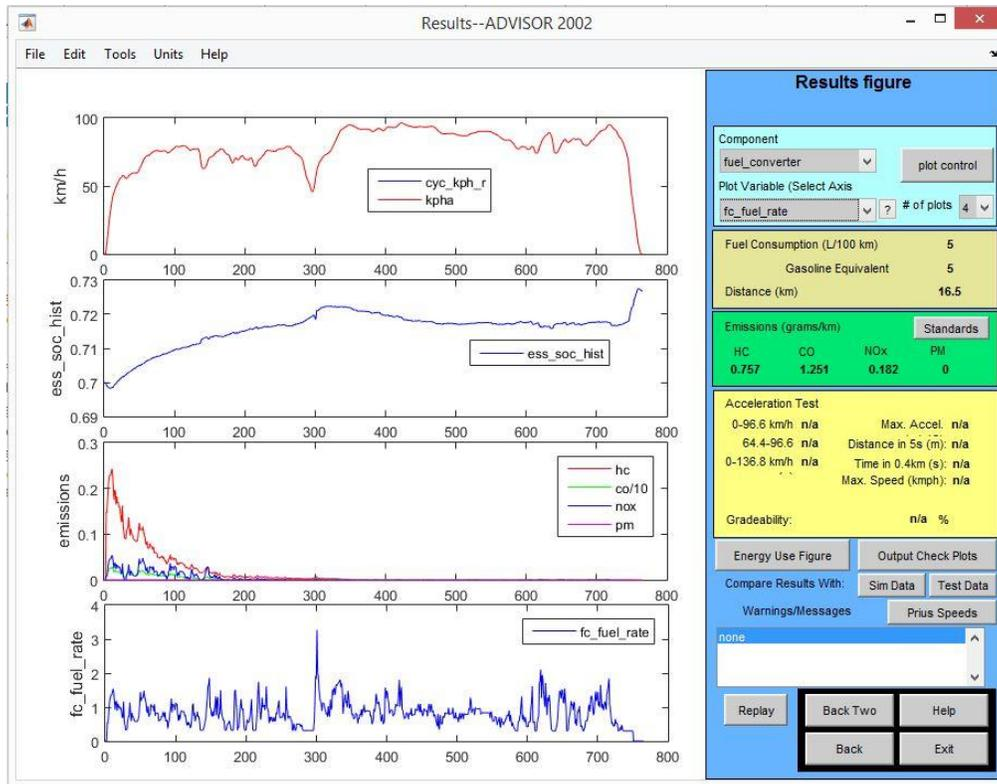 Results--ADVISOR 2002
File Edit Tools Units Help
Results figure
100
50
0
km/h
cyc_kph_r
kpha
0 100 200 300 400 500 600 700 800
0.73
0.72
0.71
0.7
0.69
ess_soc_hist
ess_soc_hist
0 100 200 300 400 500 600 700 800
0.3
0.2
0.1
0
emissions
hc
co/10
nox
pm
0 100 200 300 400 500 600 700 800
4
3
2
1
0
fc_fuel_rate
fc_fuel_rate
0 100 200 300 400 500 600 700 800
Component
fuel_converter
plot control
Plot Variable (Select Axis
fc_fuel_rate
?
# of plots 4
Fuel Consumption (L/100 km) 5
Gasoline Equivalent 5
Distance (km) 16.5
Emissions (grams/km) Standards
HC CO NOx PM
0.757 1.251 0.182 0
Acceleration Test
0-96.6 km/h n/a Max. Accel. n/a
64.4-96.6 n/a Distance in 5s (m): n/a
0-136.8 km/h n/a Time in 0.4km (s): n/a
Max. Speed (kmph): n/a
Gradeability: n/a %
Energy Use Figure Output Check Plots
Compare Results With: Sim Data Test Data
Warnings/Messages Prius Speeds
none
Replay Back Two Help
Back Exit